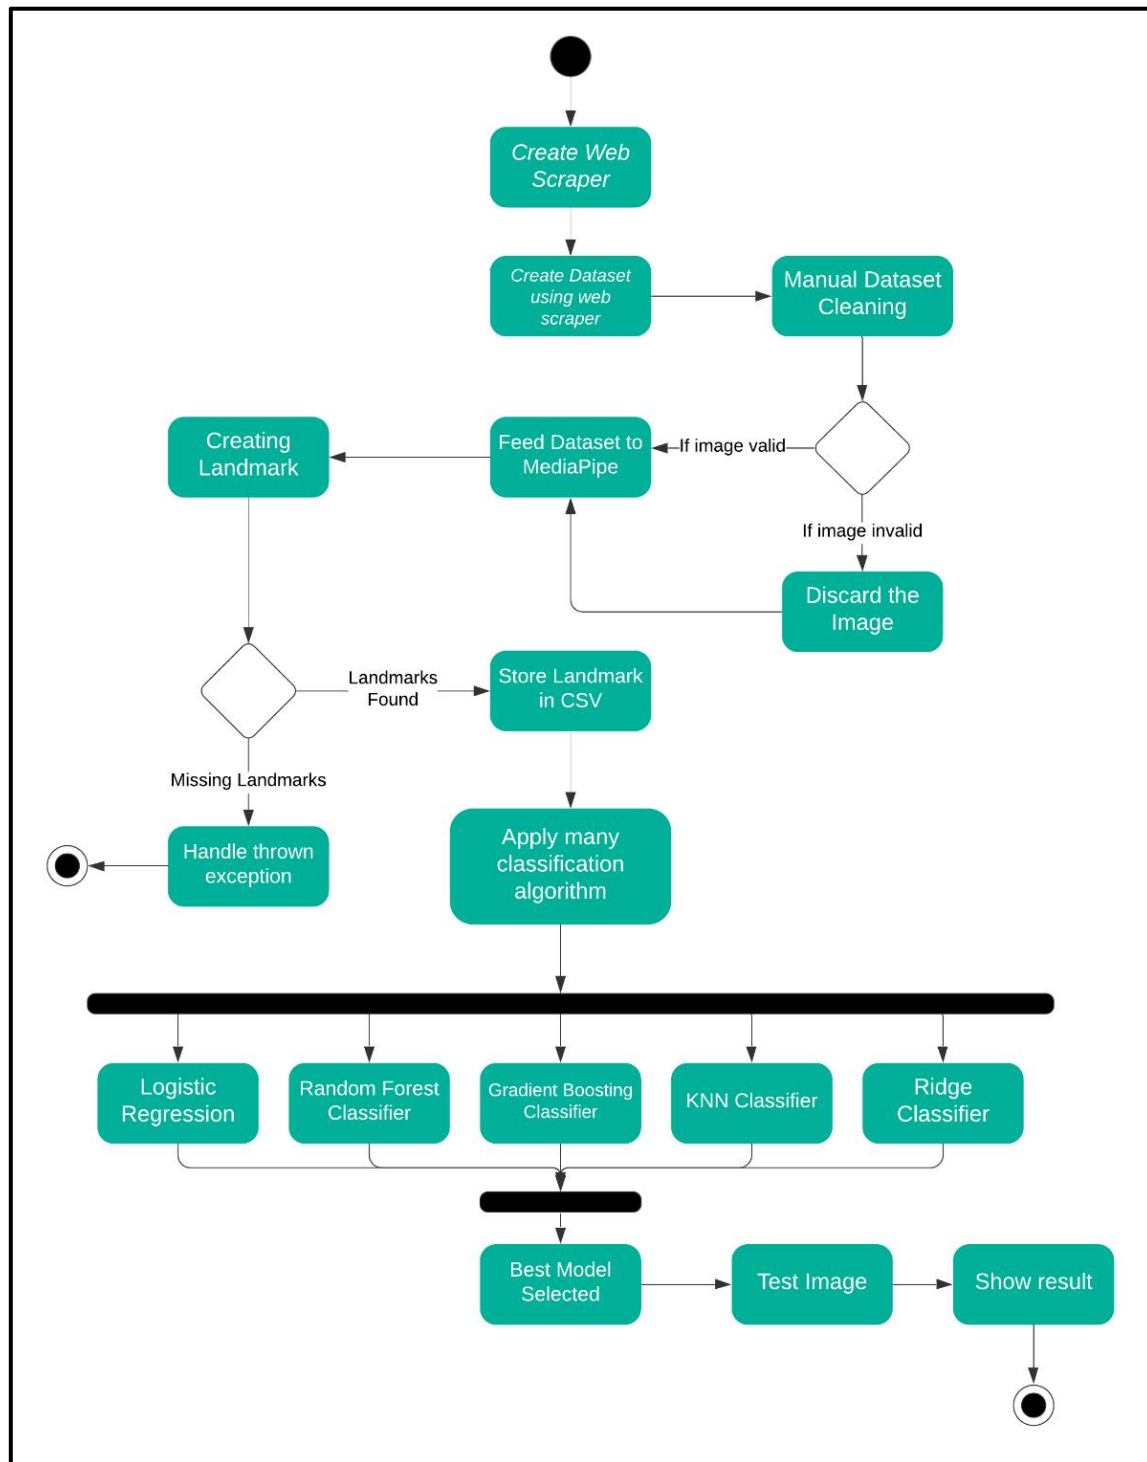 Create Web
Scraper
Create Dataset
using web
scraper
Manual Dataset
Cleaning
If image valid
Feed Dataset to
MediaPipe
Creating
Landmark
If image invalid
Discard the
Image
Landmarks
Found
Store Landmark
in CSV
Missing Landmarks
Handle thrown
exception
Apply many
classification
algorithm
Logistic
Regression
Random Forest
Classifier
Gradient Boosting
Classifier
KNN Classifier
Ridge
Classifier
Best Model
Selected
Test Image
Show result